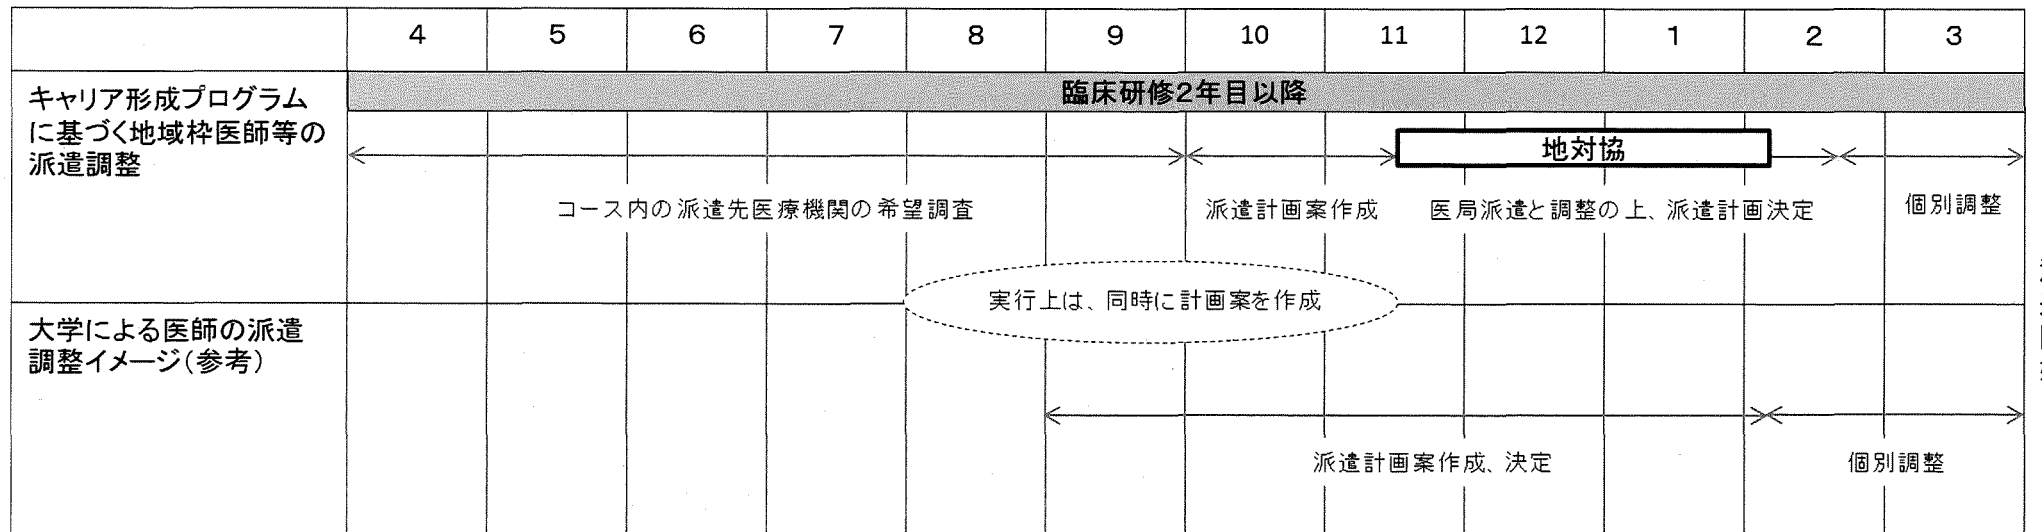 4 5 6 7 8 9 10 11 12 1 2 3
キャリア形成プログラム
に基づく地域枠医師等の
派遣調整
臨床研修2年目以降
地対協
コース内の派遣先医療機関の希望調査
派遣計画案作成
医局派遣と調整の上、派遣計画決定
個別調整
実行上は、同時に計画案を作成
大学による医師の派遣
調整イメージ(参考)
派遣計画案作成、決定
個別調整